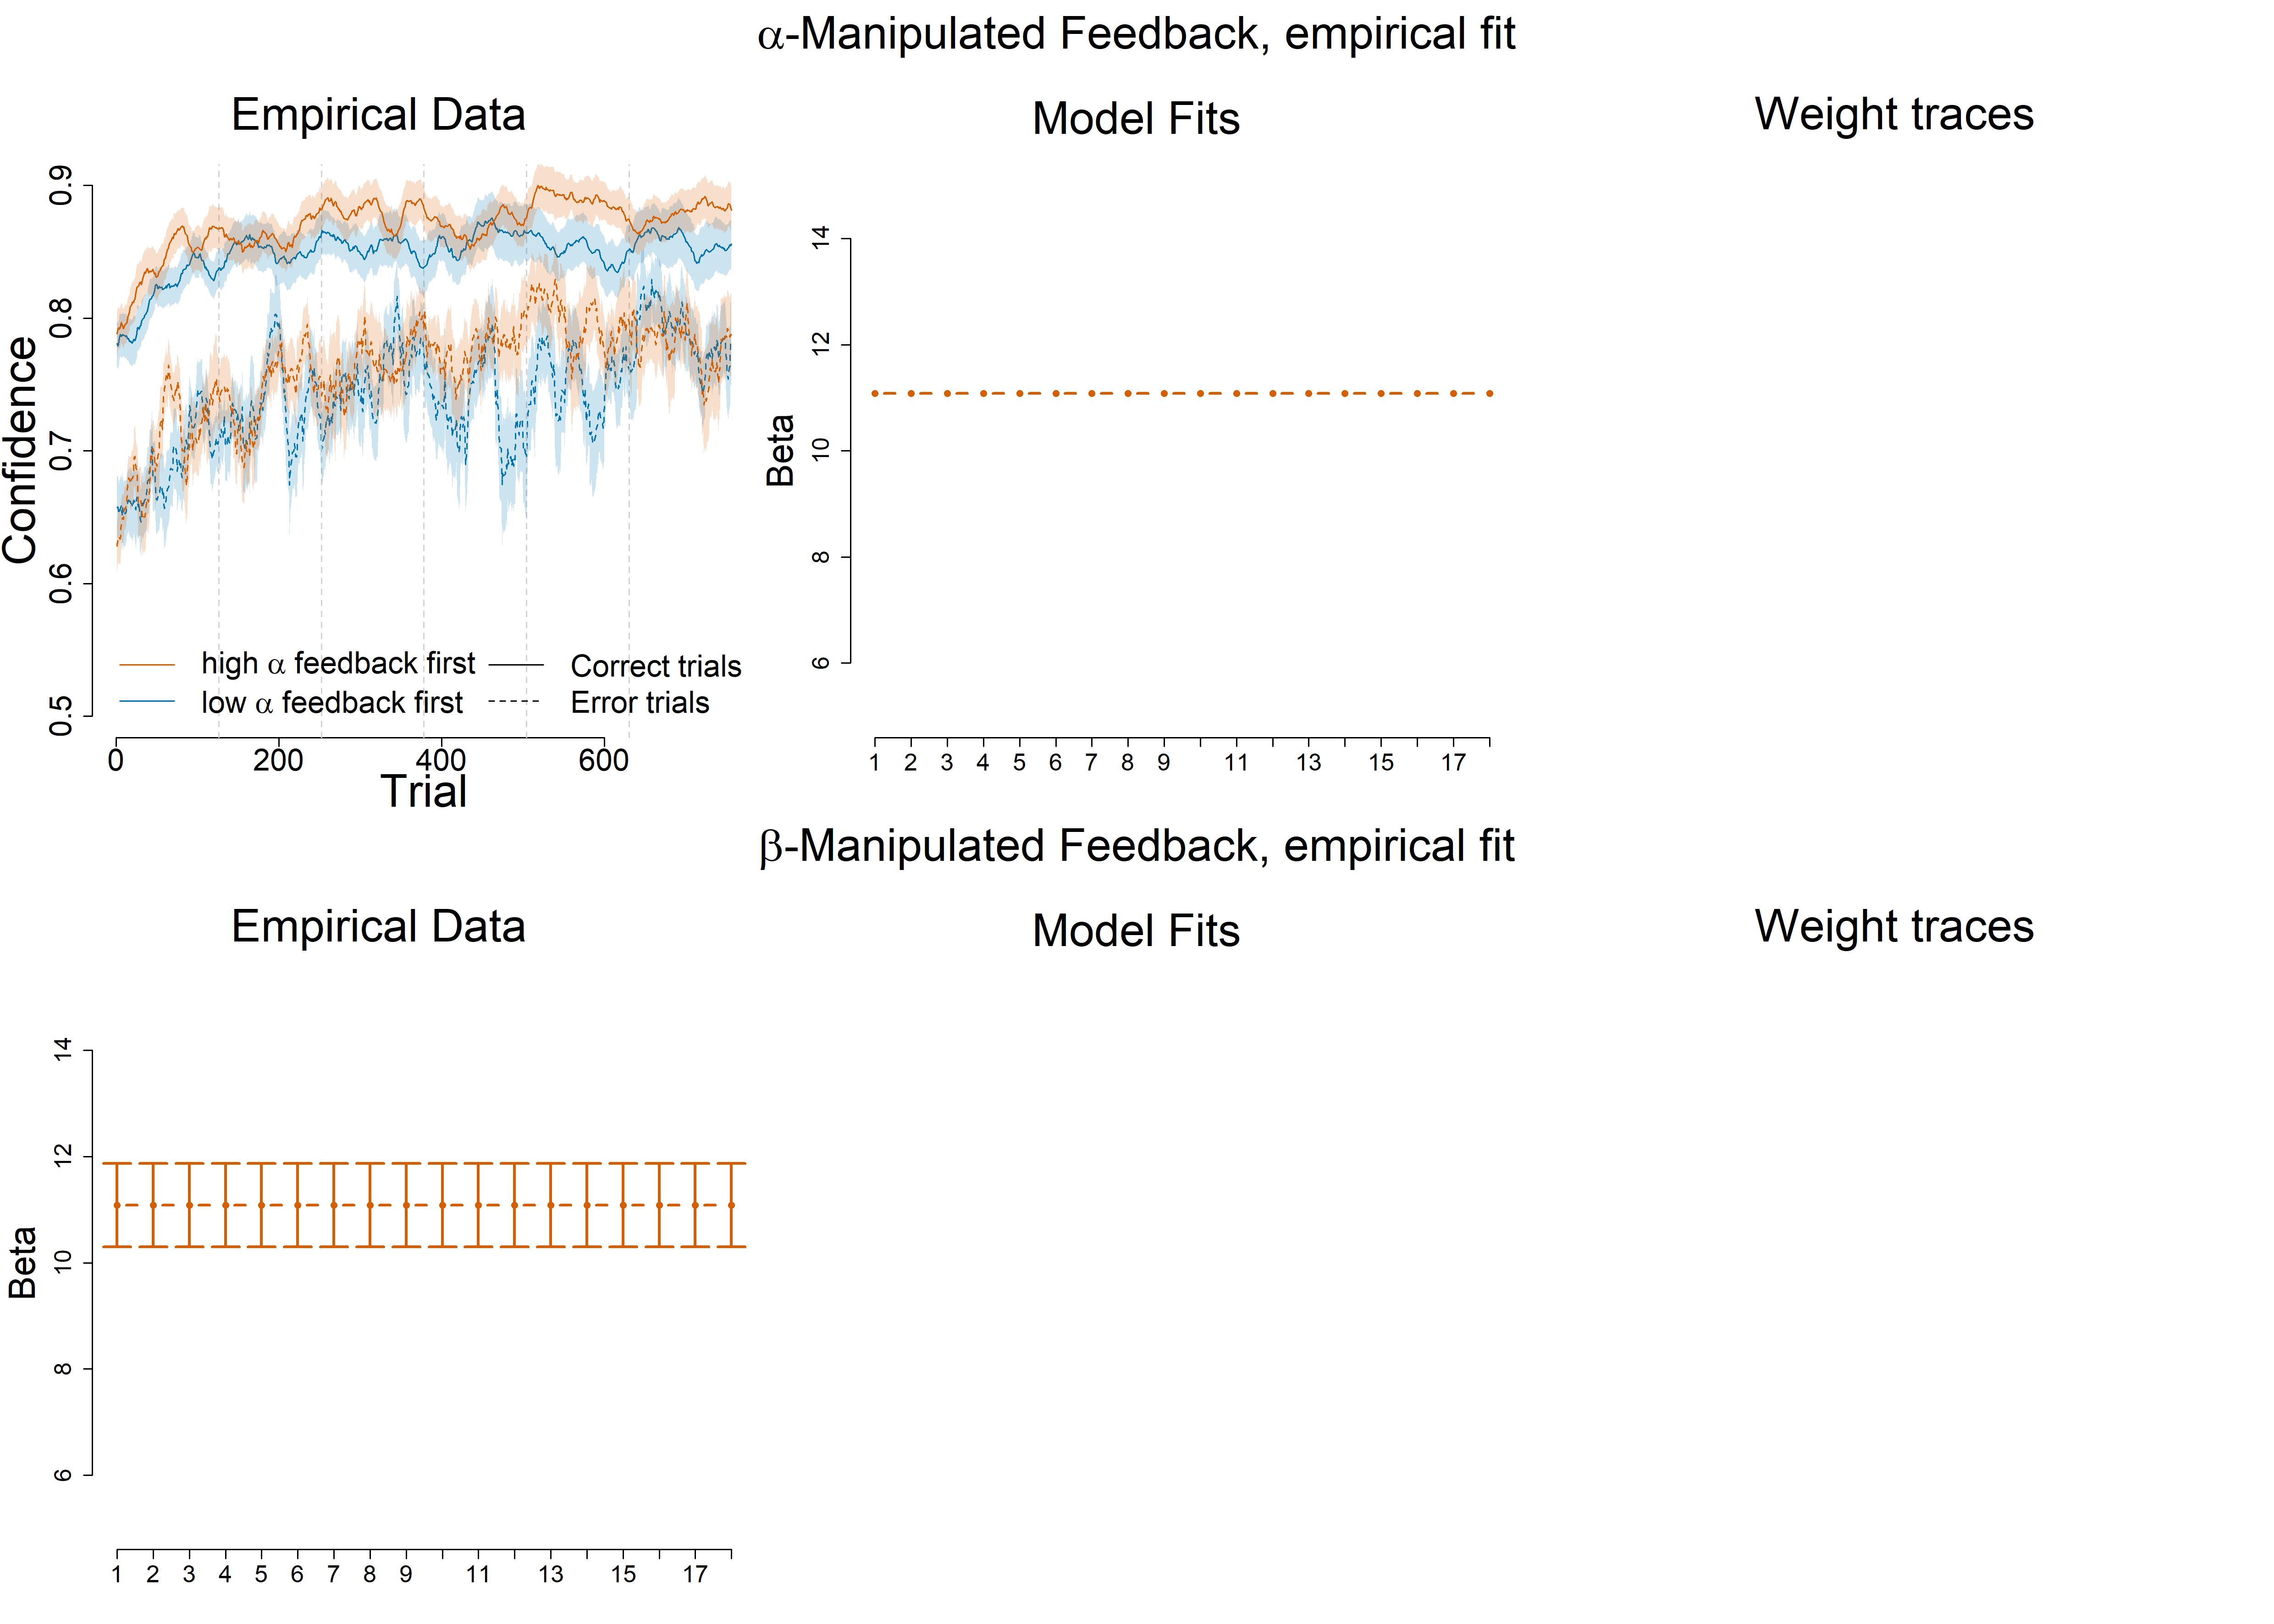 α-Manipulated Feedback, empirical fit
Empirical Data
Model Fits
Weight traces
Confidence
0.9
0.8
0.7
0.6
0.5
high α feedback first
low α feedback first
Correct trials
Error trials
0 200 400 600
Trial
Beta
14
12
10
8
6
1 2 3 4 5 6 7 8 9 11 13 15 17
β-Manipulated Feedback, empirical fit
Empirical Data
Model Fits
Weight traces
Beta
14
12
10
8
6
1 2 3 4 5 6 7 8 9 11 13 15 17